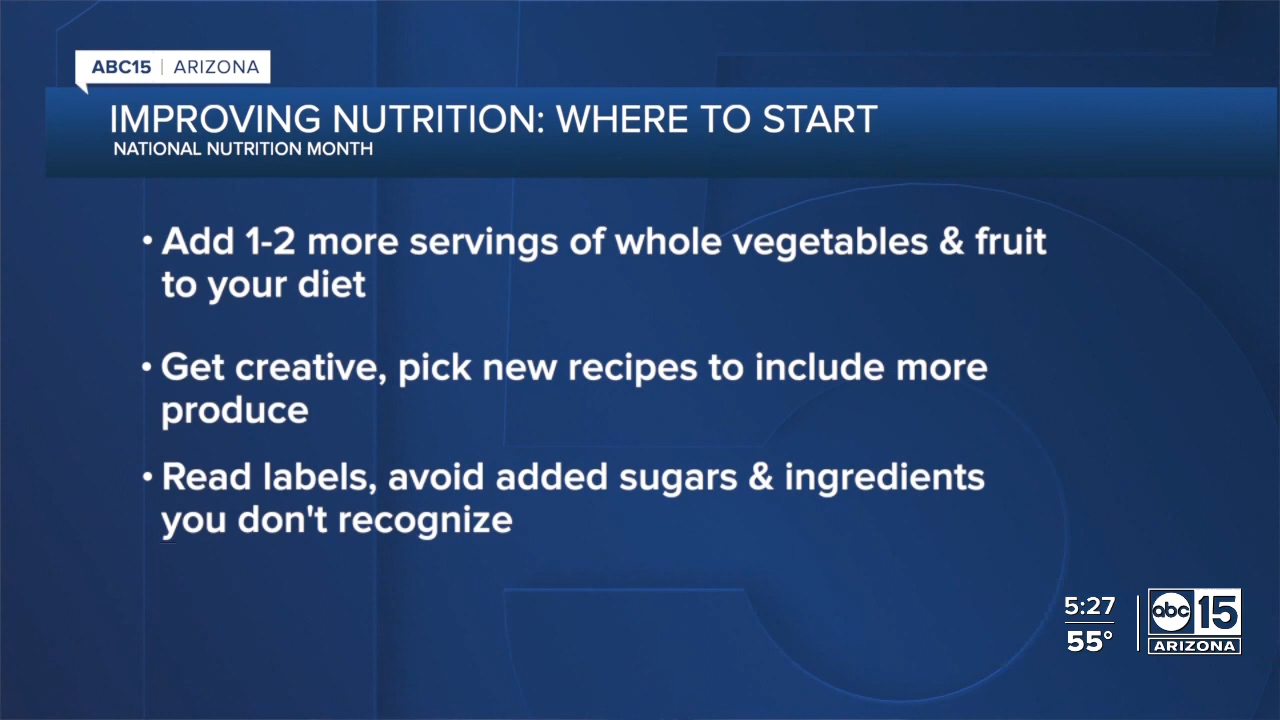 ABC15 | ARIZONA
IMPROVING NUTRITION: WHERE TO START
NATIONAL NUTRITION MONTH
• Add 1-2 more servings of whole vegetables & fruit
to your diet
• Get creative, pick new recipes to include more
produce
• Read labels, avoid added sugars & ingredients
you don't recognize
5:27
55°
abc 15
ARIZONA